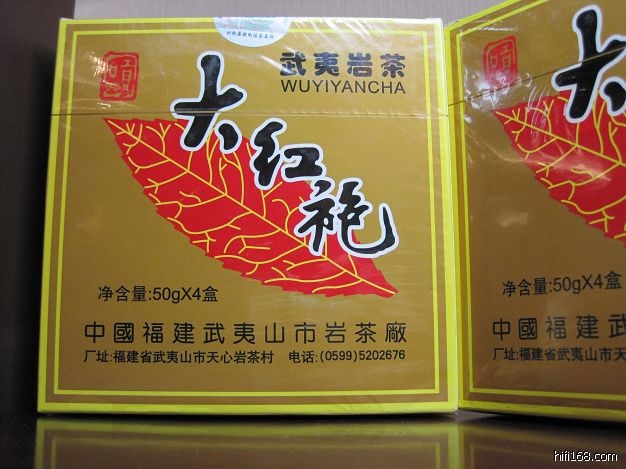 武夷岩茶
WUYIYANCHA
大红袍
净含量:50gX4盒
中國福建武夷山市岩茶廠
厂址:福建省武夷山市天心岩茶村 电话:(0599)5202676
大红
净含量:50gX4盒
中國福建武
厂址:福建省武夷山市
hifi168.com